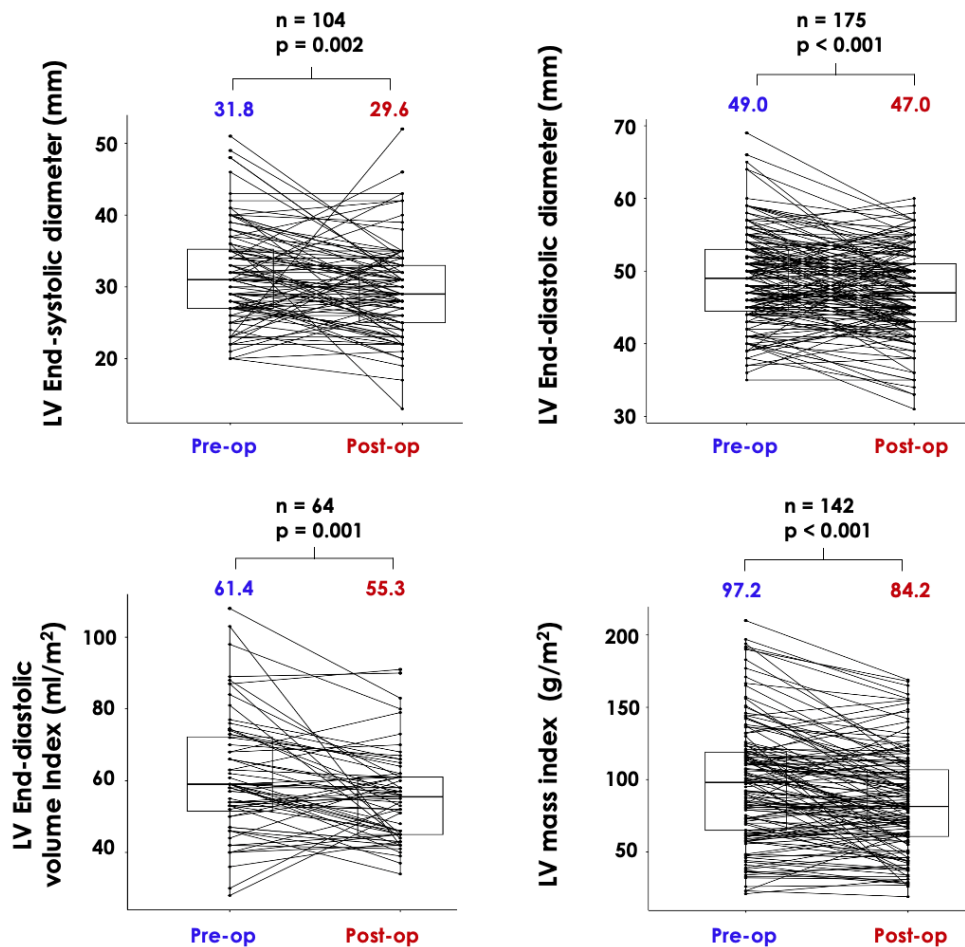 n = 104
p = 0.002
31.8 29.6
LV End-systolic diameter (mm)
50
40
30
20
Pre-op Post-op
n = 175
p < 0.001
49.0 47.0
LV End-diastolic diameter (mm)
70
60
50
40
30
Pre-op Post-op
n = 64
p = 0.001
61.4 55.3
LV End-diastolic
volume Index (ml/m²)
100
80
60
40
Pre-op Post-op
n = 142
p < 0.001
97.2 84.2
LV mass index (g/m²)
200
150
100
50
Pre-op Post-op